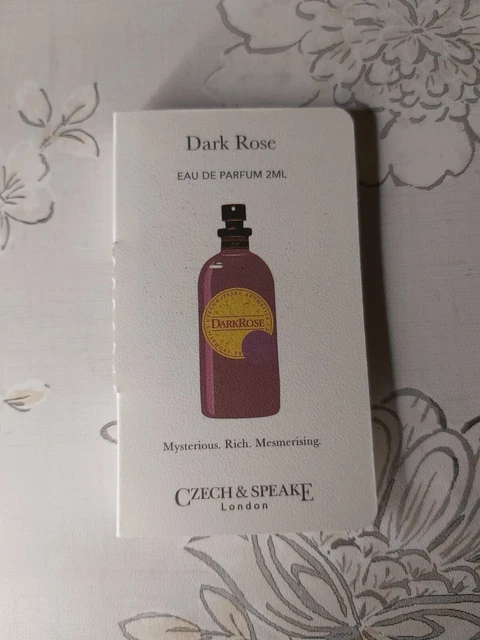 Dark Rose
EAU DE PARFUM 2ML
DARKROSE
Mysterious. Rich. Mesmerising.
CZECH & SPEAKE
London